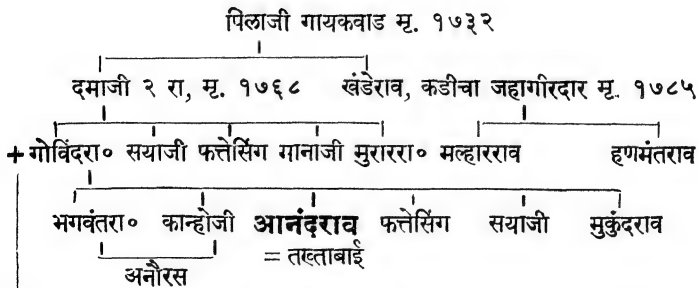 पिलाजी गायकवाड मृ. १७३२
दमाजी २ रा, मृ. १७६८ खंडेराव, कडीचा जहागीरदार मृ. १७८५
+ गोविंदरा० सयाजी फत्तेसिंग मानाजी मुराररा० मल्हारराव हणमंतराव
भगवंतरा० कान्होजी आनंदराव फत्तेसिंग सयाजी मुकुंदराव
= तख्ताबाई
अनौरस